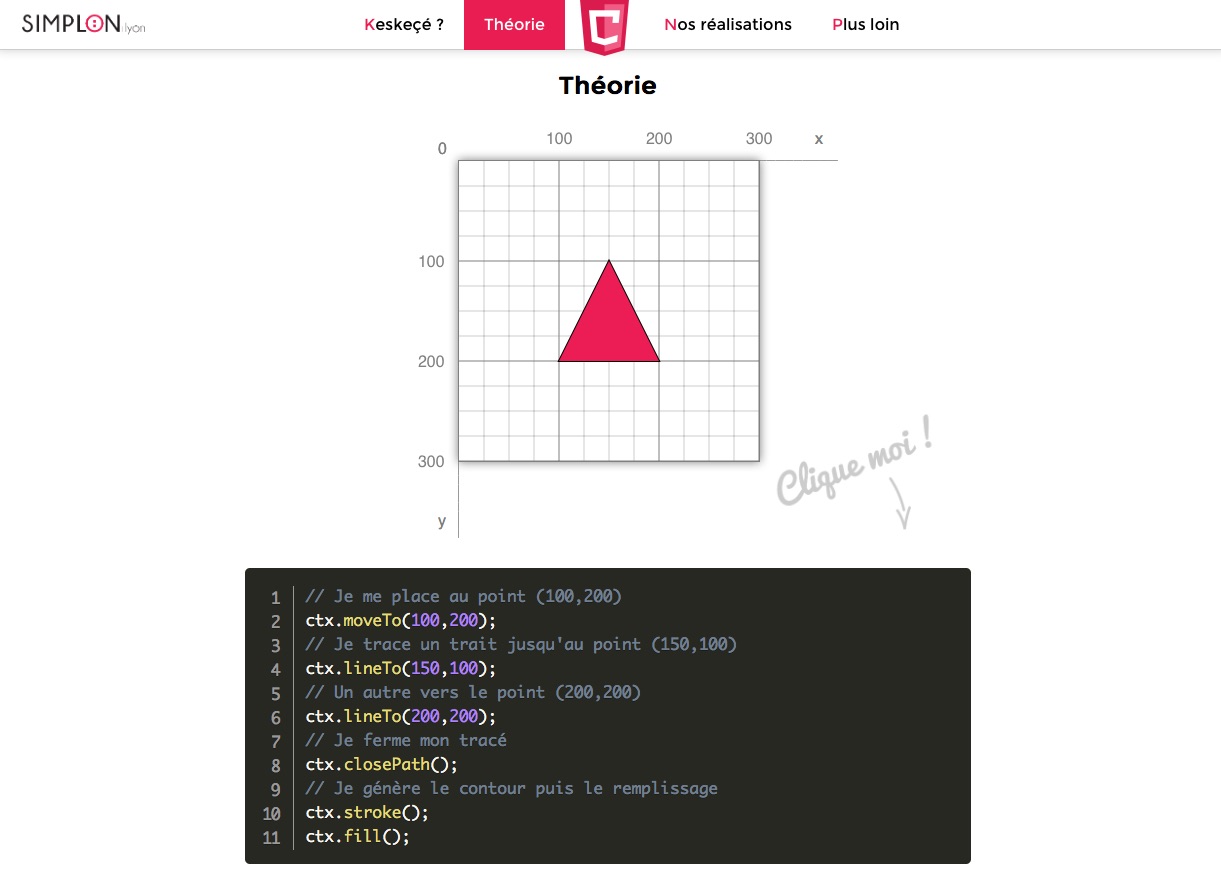 SIMPLON.lyon
Keskeçé ?
Théorie
Nos réalisations
Plus loin
Théorie
100 200 300 x
0
100
200
300
y
Clique moi !
1 // Je me place au point (100,200)
2 ctx.moveTo(100,200);
3 // Je trace un trait jusqu'au point (150,100)
4 ctx.lineTo(150,100);
5 // Un autre vers le point (200,200)
6 ctx.lineTo(200,200);
7 // Je ferme mon tracé
8 ctx.closePath();
9 // Je génère le contour puis le remplissage
10 ctx.stroke();
11 ctx.fill();